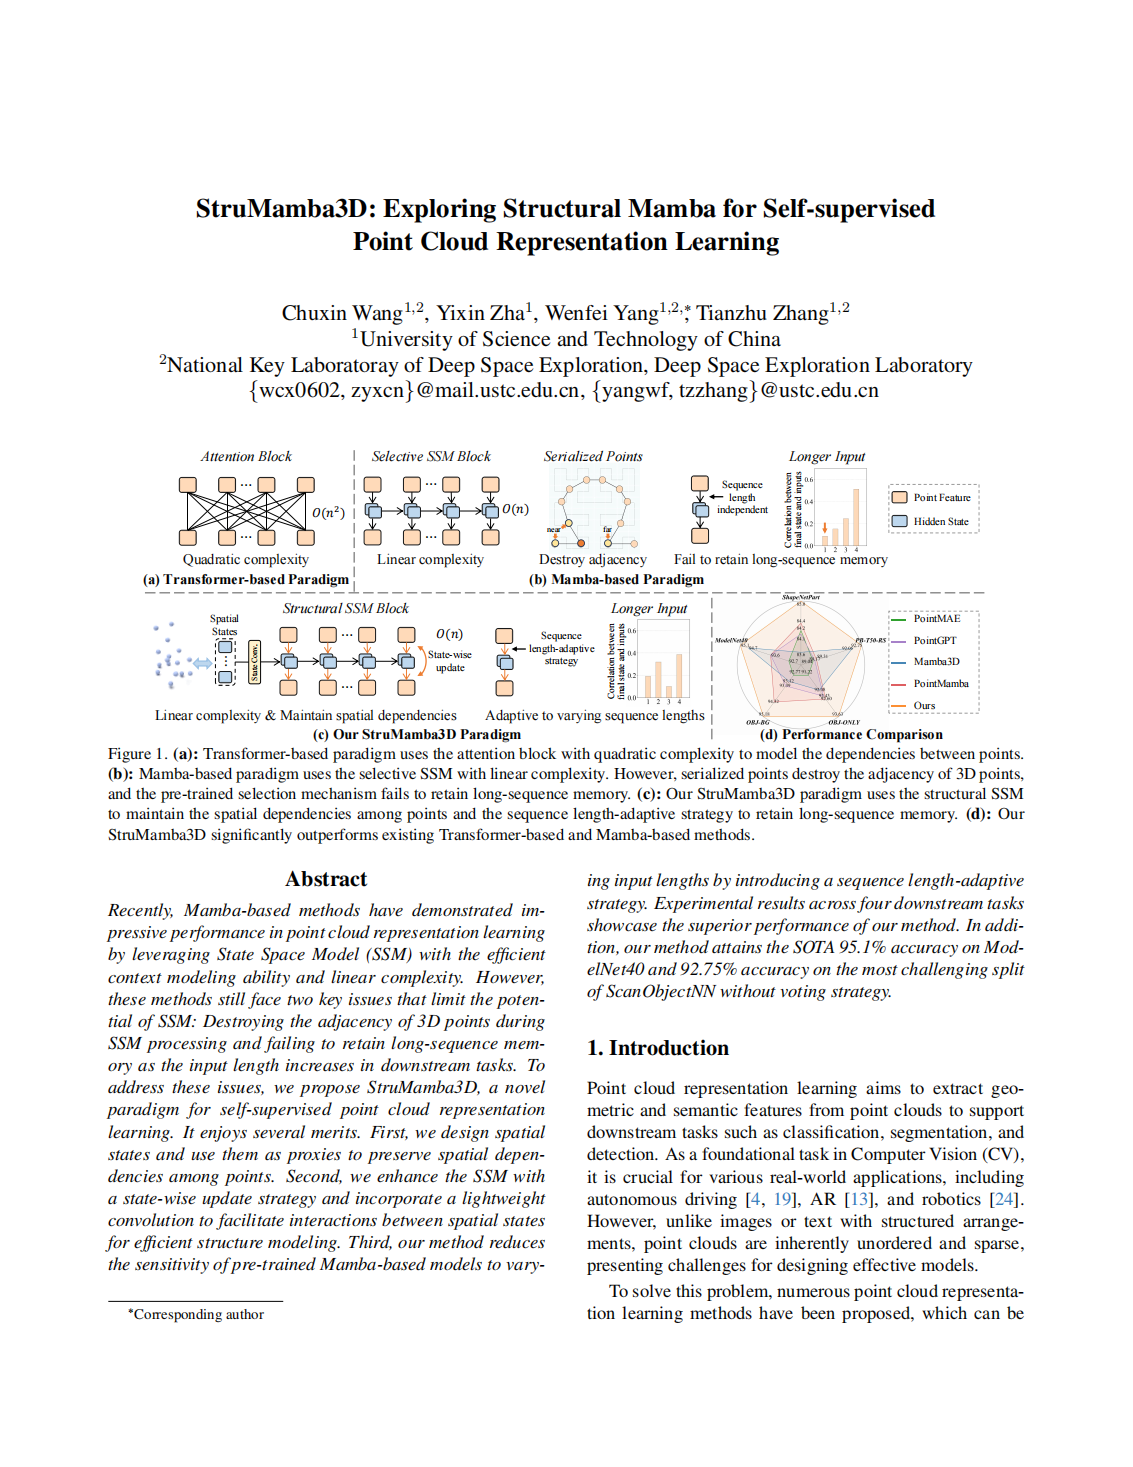 StruMamba3D: Exploring Structural Mamba for Self-supervised
Point Cloud Representation Learning
Chuxin Wang1,2, Yixin Zha1, Wenfei Yang1,2,*, Tianzhu Zhang1,2
1University of Science and Technology of China
2National Key Laboratoray of Deep Space Exploration, Deep Space Exploration Laboratory
{wcx0602, zyxcn}@mail.ustc.edu.cn, {yangwf, tzzhang}@ustc.edu.cn
Attention Block
O(n²)
Quadratic complexity
(a) Transformer-based Paradigm
Selective SSM Block
O(n)
Linear complexity
Serialized Points
near
far
Destroy adjacency
Sequence
length
independent
Longer Input
Correlation between
final state and inputs
0.6
0.4
0.2
0.0
1 2 3 4
Fail to retain long-sequence memory
(b) Mamba-based Paradigm
Point Feature
Hidden State
Spatial
States
State Conv.
Structural SSM Block
O(n)
State-wise
update
Linear complexity & Maintain spatial dependencies
Sequence
length-adaptive
strategy
Longer Input
Correlation between
final state and inputs
0.6
0.4
0.2
0.0
1 2 3 4
Adaptive to varying sequence lengths
(c) Our StruMamba3D Paradigm
ShapeNetPart
ModelNet40
PB-T50-RS
OBJ-BG
OBJ-ONLY
(d) Performance Comparison
PointMAE
PointGPT
Mamba3D
PointMamba
Ours
Figure 1. (a): Transformer-based paradigm uses the attention block with quadratic complexity to model the dependencies between points.
(b): Mamba-based paradigm uses the selective SSM with linear complexity. However, serialized points destroy the adjacency of 3D points,
and the pre-trained selection mechanism fails to retain long-sequence memory. (c): Our StruMamba3D paradigm uses the structural SSM
to maintain the spatial dependencies among points and the sequence length-adaptive strategy to retain long-sequence memory. (d): Our
StruMamba3D significantly outperforms existing Transformer-based and Mamba-based methods.
Abstract
Recently, Mamba-based methods have demonstrated im-
pressive performance in point cloud representation learning
by leveraging State Space Model (SSM) with the efficient
context modeling ability and linear complexity. However,
these methods still face two key issues that limit the poten-
tial of SSM: Destroying the adjacency of 3D points during
SSM processing and failing to retain long-sequence mem-
ory as the input length increases in downstream tasks. To
address these issues, we propose StruMamba3D, a novel
paradigm for self-supervised point cloud representation
learning. It enjoys several merits. First, we design spatial
states and use them as proxies to preserve spatial depen-
dencies among points. Second, we enhance the SSM with
a state-wise update strategy and incorporate a lightweight
convolution to facilitate interactions between spatial states
for efficient structure modeling. Third, our method reduces
the sensitivity of pre-trained Mamba-based models to vary-
*Corresponding author
ing input lengths by introducing a sequence length-adaptive
strategy. Experimental results across four downstream tasks
showcase the superior performance of our method. In addi-
tion, our method attains the SOTA 95.1% accuracy on Mod-
elNet40 and 92.75% accuracy on the most challenging split
of ScanObjectNN without voting strategy.
1. Introduction
Point cloud representation learning aims to extract geo-
metric and semantic features from point clouds to support
downstream tasks such as classification, segmentation, and
detection. As a foundational task in Computer Vision (CV),
it is crucial for various real-world applications, including
autonomous driving [4, 19], AR [13], and robotics [24].
However, unlike images or text with structured arrange-
ments, point clouds are inherently unordered and sparse,
presenting challenges for designing effective models.
To solve this problem, numerous point cloud representa-
tion learning methods have been proposed, which can be